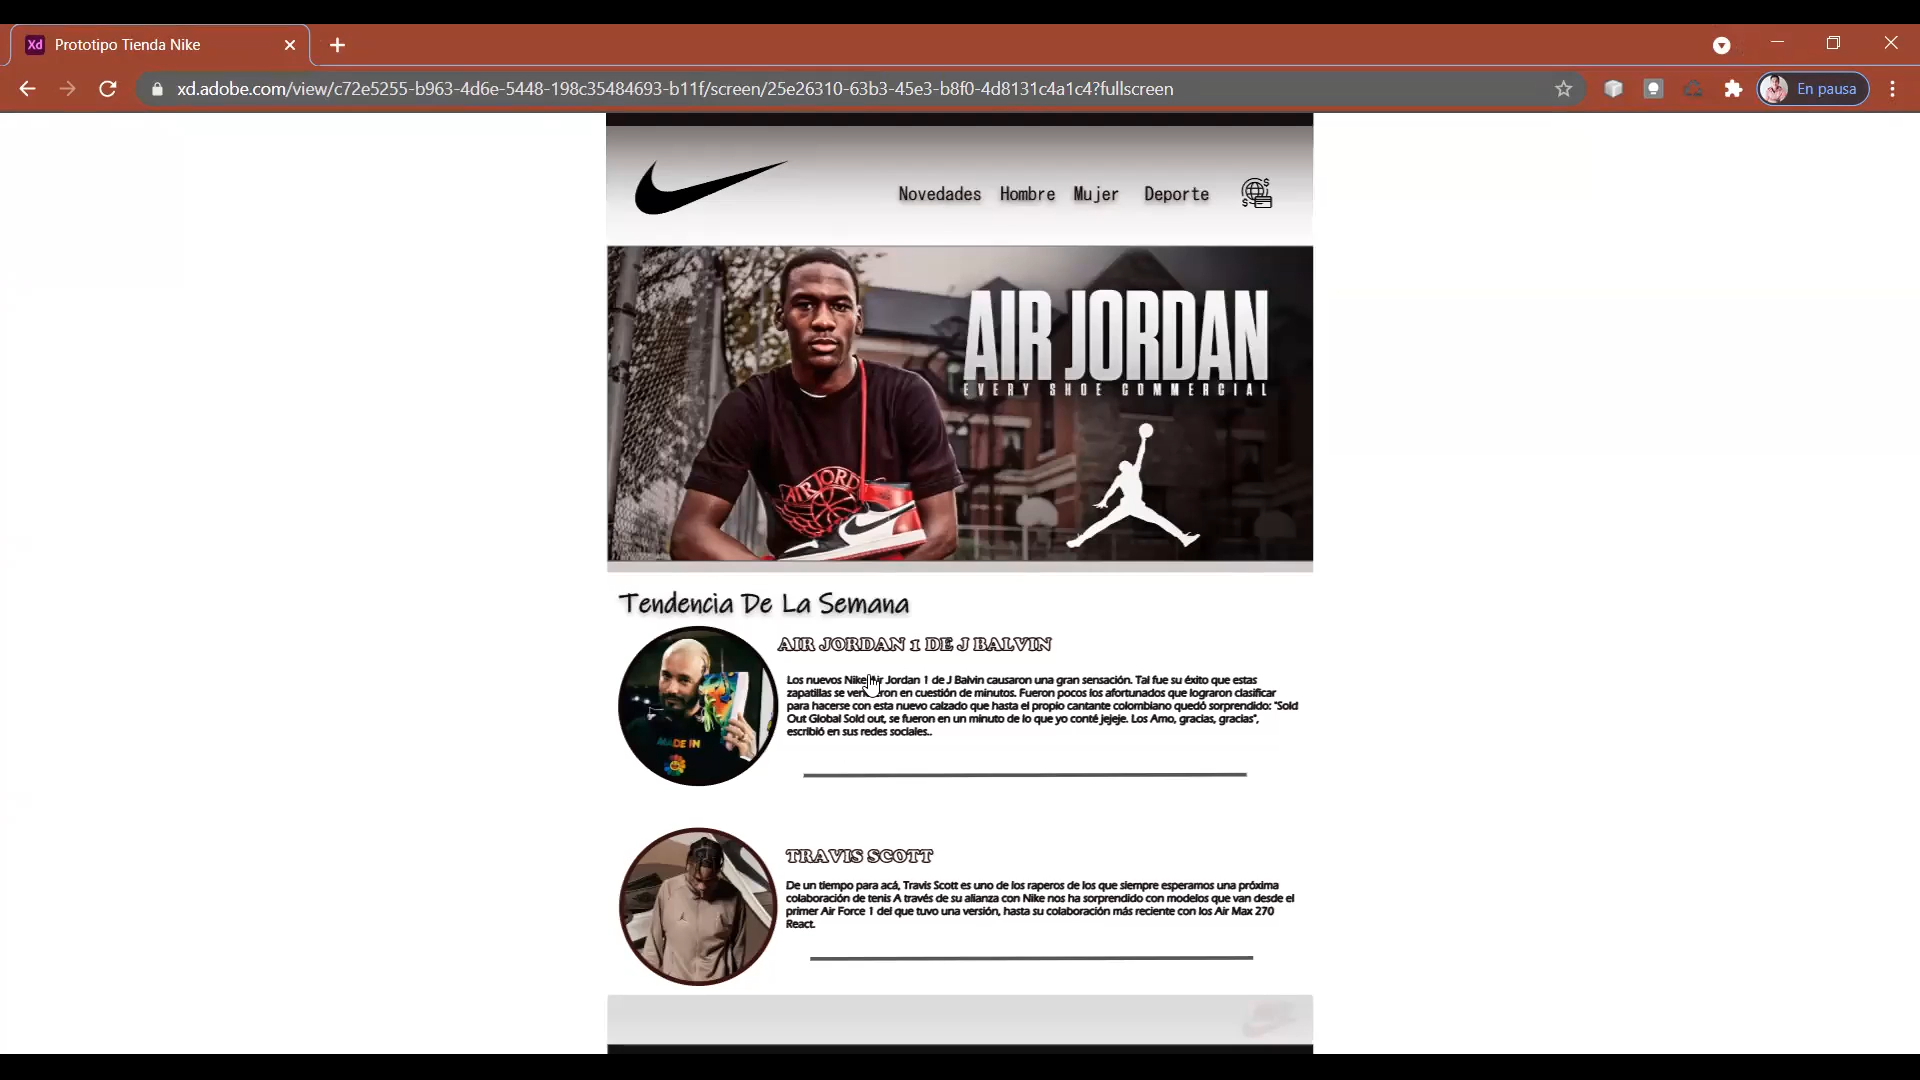 Xd Prototipo Tienda Nike
xd.adobe.com/view/c72e5255-b963-4d6e-5448-198c35484693-b11f/screen/25e26310-63b3-45e3-b8f0-4d8131c4a1c4?fullscreen
En pausa
Novedades Hombre Mujer Deporte
AIR JORDAN
EVERY SHOE COMMERCIAL
AIR JORD
Tendencia De La Semana
MADE IN
AIR JORDAN 1 DE J BALVIN
Los nuevos Nike Air Jordan 1 de J Balvin causaron una gran sensación. Tal fue su éxito que estas
zapatillas se vendieron en cuestión de minutos. Fueron pocos los afortunados que lograron clasificar
para hacerse con esta nuevo calzado que hasta el propio cantante colombiano quedó sorprendido: "Sold
Out Global Sold out, se fueron en un minuto de lo que yo conté jejeje. Los Amo, gracias, gracias",
escribió en sus redes sociales..
TRAVIS SCOTT
De un tiempo para acá, Travis Scott es uno de los raperos de los que siempre esperamos una próxima
colaboración de tenis A través de su alianza con Nike nos ha sorprendido con modelos que van desde el
primer Air Force 1 del que tuvo una versión, hasta su colaboración más reciente con los Air Max 270
React.